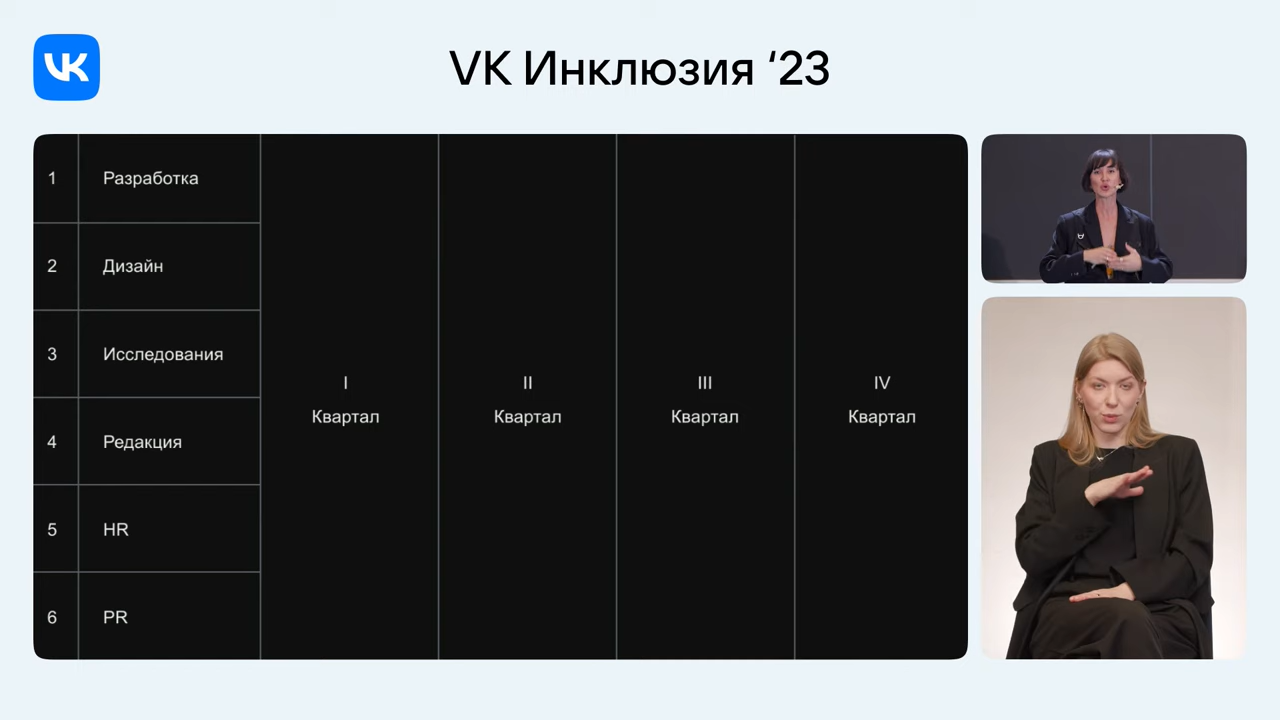 VK
VK Инклюзия ‘23
1 Разработка
2 Дизайн
3 Исследования
4 Редакция
5 HR
6 PR
I
Квартал
II
Квартал
III
Квартал
IV
Квартал